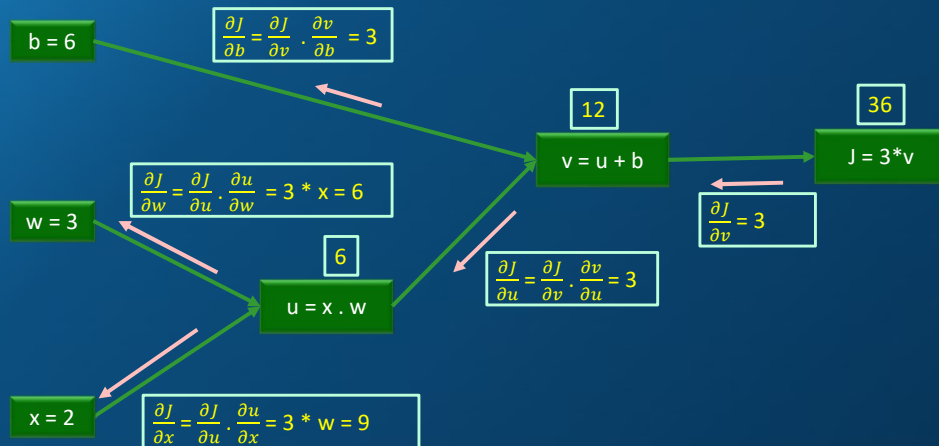 b = 6
∂J/∂b = ∂J/∂v . ∂v/∂b = 3
12
36
v = u + b
J = 3*v
∂J/∂w = ∂J/∂u . ∂u/∂w = 3 * x = 6
w = 3
∂J/∂v = 3
6
∂J/∂u = ∂J/∂v . ∂v/∂u = 3
u = x . w
x = 2
∂J/∂x = ∂J/∂u . ∂u/∂x = 3 * w = 9